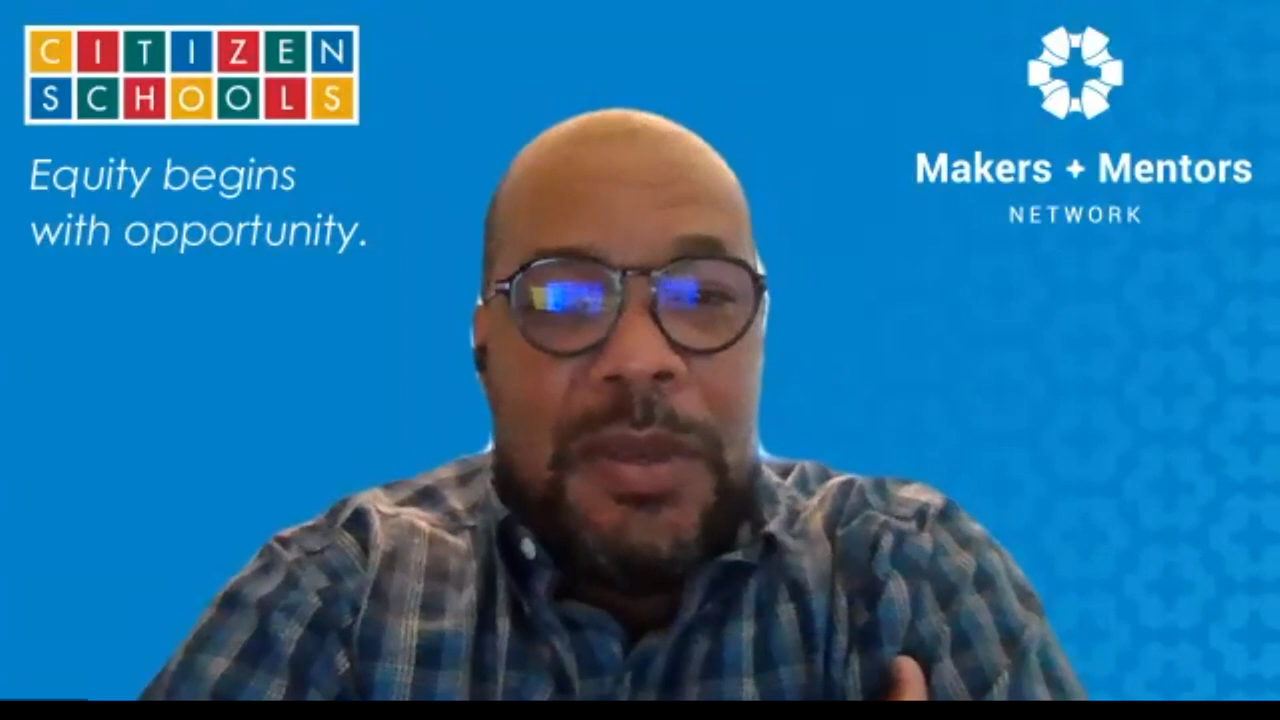 CITIZEN
SCHOOLS
Equity begins
with opportunity.
Makers + Mentors
NETWORK